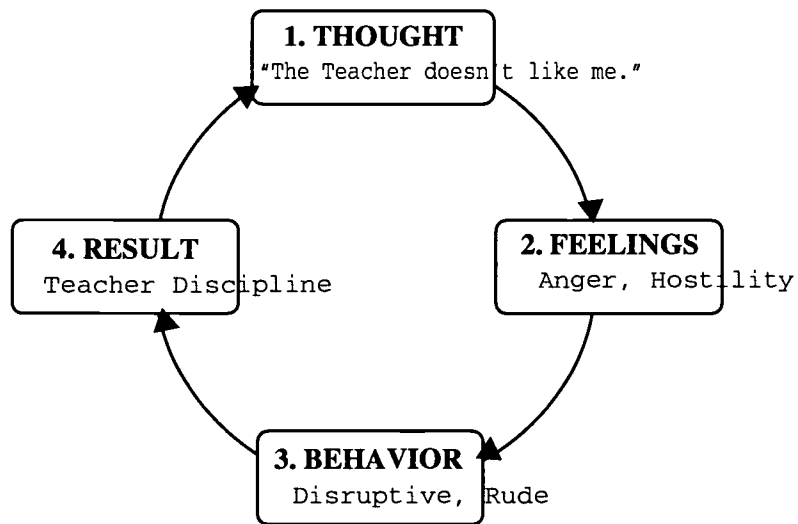 1. THOUGHT
"The Teacher doesn't like me."
2. FEELINGS
Anger, Hostility
3. BEHAVIOR
Disruptive, Rude
4. RESULT
Teacher Discipline